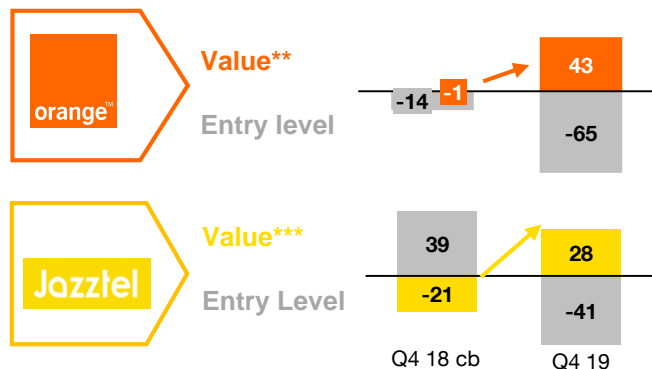 Value**
43
-14
-1
orange™
Entry level
-65
Value***
39
28
Jazztel
-21
Entry Level
-41
Q4 18 cb
Q4 19